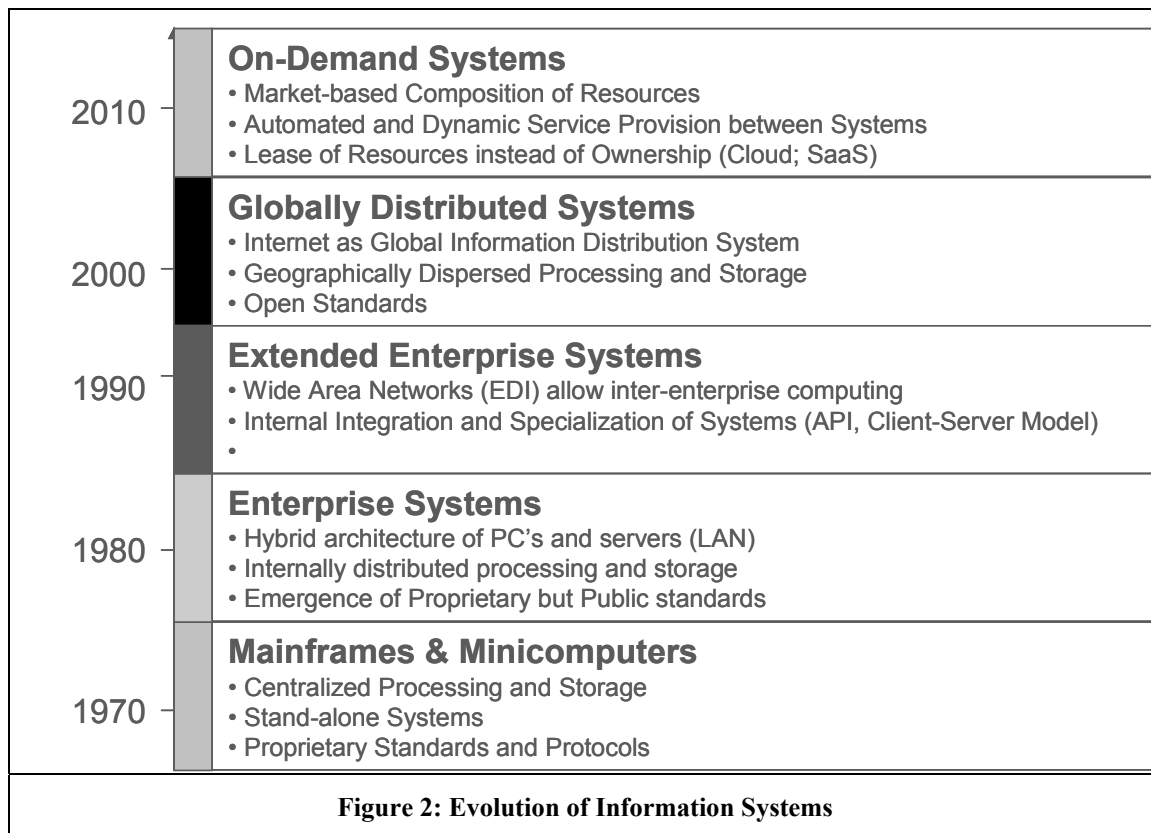 On-Demand Systems
• Market-based Composition of Resources
2010
• Automated and Dynamic Service Provision between Systems
• Lease of Resources instead of Ownership (Cloud; SaaS)
Globally Distributed Systems
• Internet as Global Information Distribution System
2000
• Geographically Dispersed Processing and Storage
• Open Standards
Extended Enterprise Systems
1990
• Wide Area Networks (EDI) allow inter-enterprise computing
• Internal Integration and Specialization of Systems (API, Client-Server Model)
•
Enterprise Systems
• Hybrid architecture of PC's and servers (LAN)
1980
• Internally distributed processing and storage
• Emergence of Proprietary but Public standards
Mainframes & Minicomputers
• Centralized Processing and Storage
1970
• Stand-alone Systems
• Proprietary Standards and Protocols
Figure 2: Evolution of Information Systems